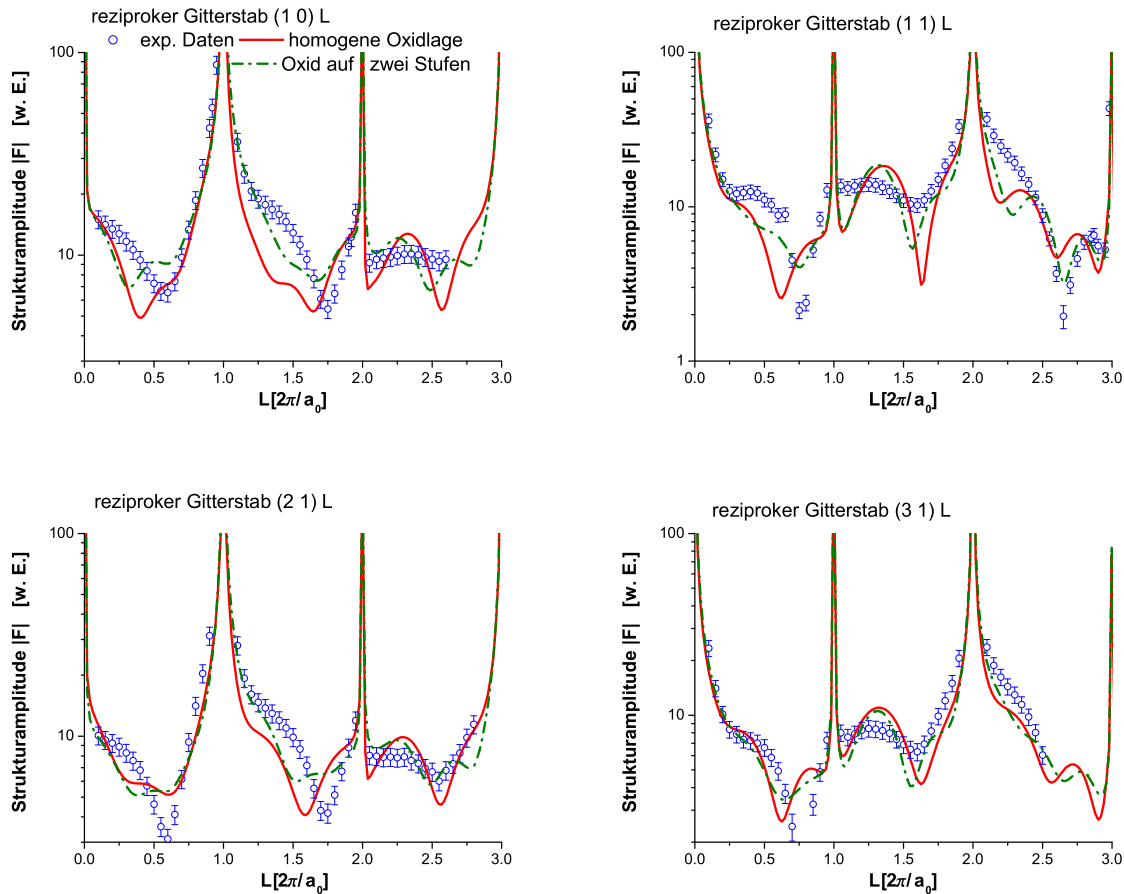 reziproker Gitterstab (1 0) L
exp. Daten
homogene Oxidlage
Oxid auf zwei Stufen
100
10
Strukturamplitude |F| [w. E.]
0.0 0.5 1.0 1.5 2.0 2.5 3.0
L[2π/a0]
reziproker Gitterstab (1 1) L
100
10
1
Strukturamplitude |F| [w. E.]
0.0 0.5 1.0 1.5 2.0 2.5 3.0
L[2π/a0]
reziproker Gitterstab (2 1) L
100
10
Strukturamplitude |F| [w. E.]
0.0 0.5 1.0 1.5 2.0 2.5 3.0
L[2π/a0]
reziproker Gitterstab (3 1) L
100
10
Strukturamplitude |F| [w. E.]
0.0 0.5 1.0 1.5 2.0 2.5 3.0
L[2π/a0]